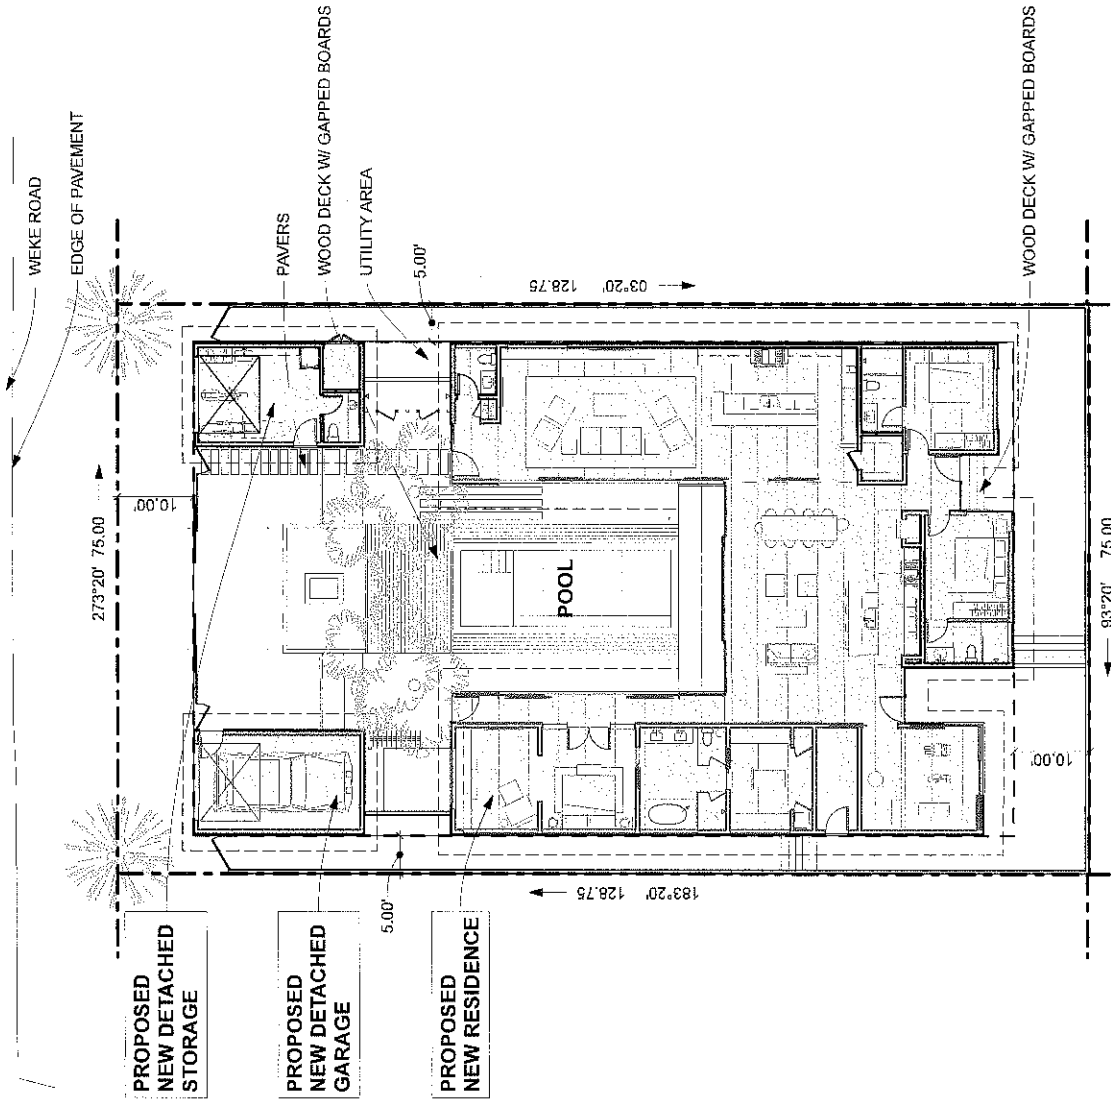 WEKE ROAD
EDGE OF PAVEMENT
PAVERS
WOOD DECK W/ GAPPED BOARDS
UTILITY AREA
5.00'
WOOD DECK W/ GAPPED BOARDS
273°20' 75.00
10.00'
03°20' 128.75
POOL
93°20' 75.00
10.00'
183°20' 128.75
5.00'
PROPOSED
NEW DETACHED
STORAGE
PROPOSED
NEW DETACHED
GARAGE
PROPOSED
NEW RESIDENCE